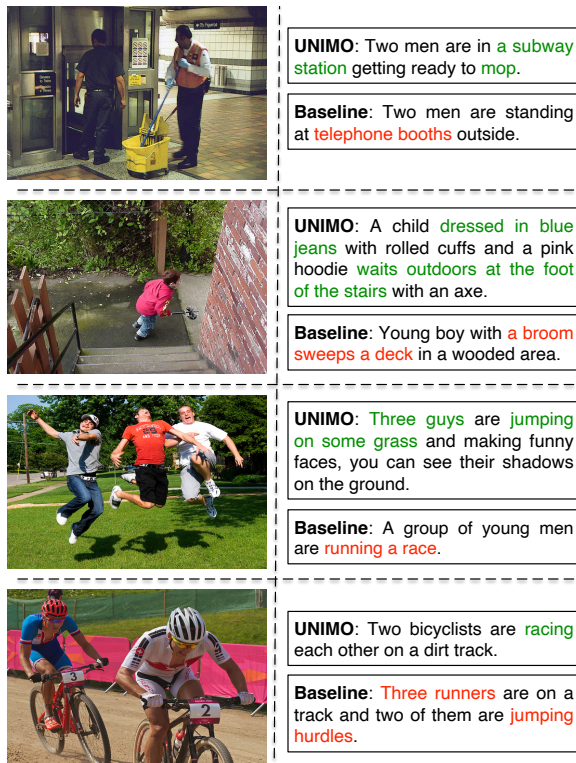 UNIMO: Two men are in a subway
station getting ready to mop.
Baseline: Two men are standing
at telephone booths outside.
UNIMO: A child dressed in blue
jeans with rolled cuffs and a pink
hoodie waits outdoors at the foot
of the stairs with an axe.
Baseline: Young boy with a broom
sweeps a deck in a wooded area.
UNIMO: Three guys are jumping
on some grass and making funny
faces, you can see their shadows
on the ground.
Baseline: A group of young men
are running a race.
UNIMO: Two bicyclists are racing
each other on a dirt track.
3
2
Baseline: Three runners are on a
track and two of them are jumping
hurdles.